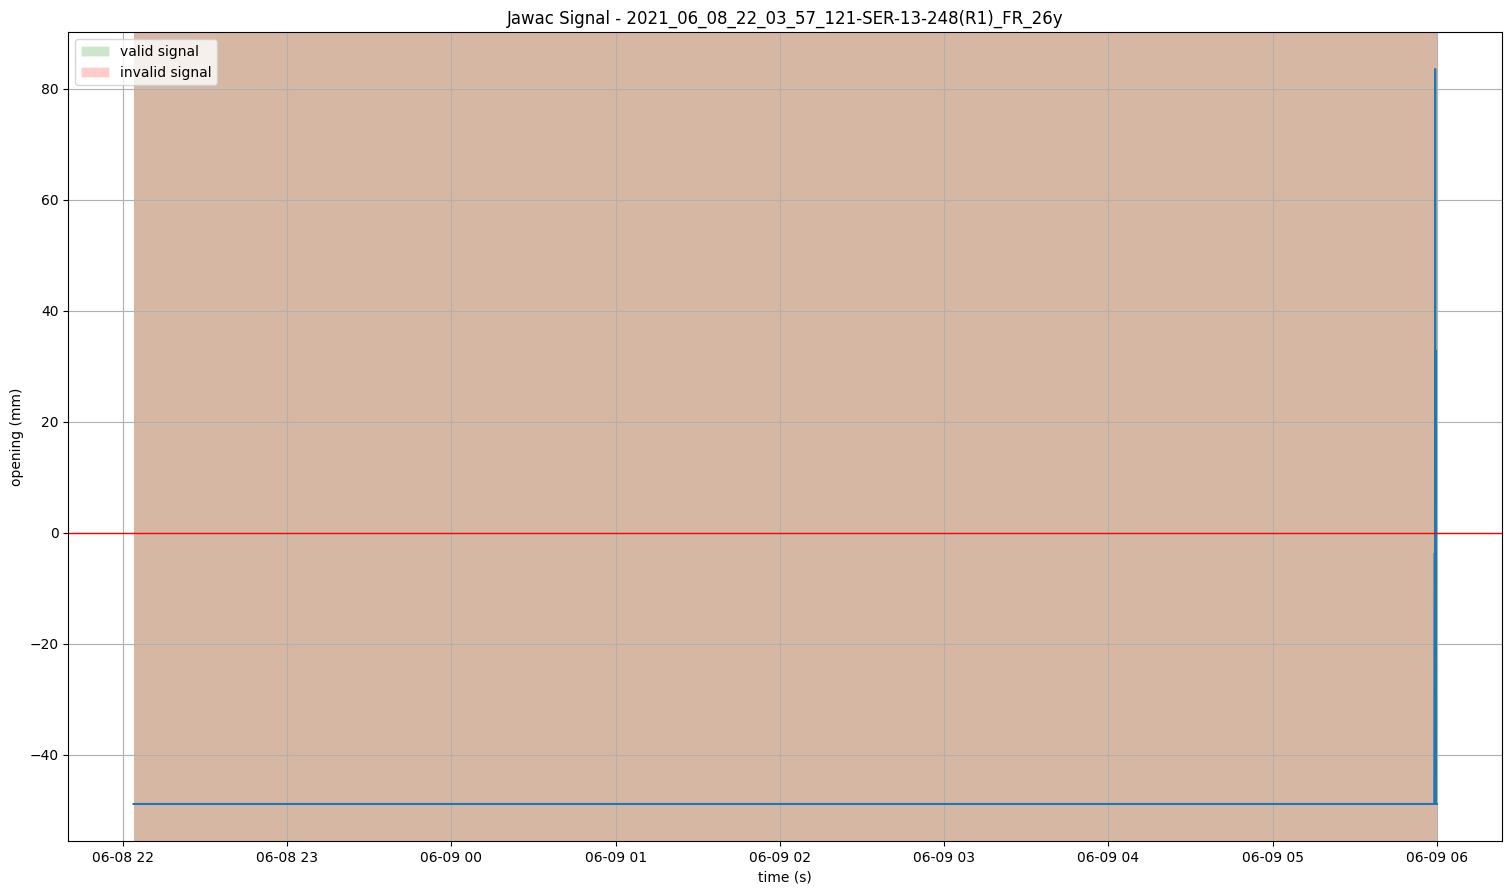 Jawac Signal - 2021_06_08_22_03_57_121-SER-13-248(R1)_FR_26y
valid signal
invalid signal
opening (mm)
80
60
40
20
0
−20
−40
06-08 22 06-08 23 06-09 00 06-09 01 06-09 02 06-09 03 06-09 04 06-09 05 06-09 06
time (s)